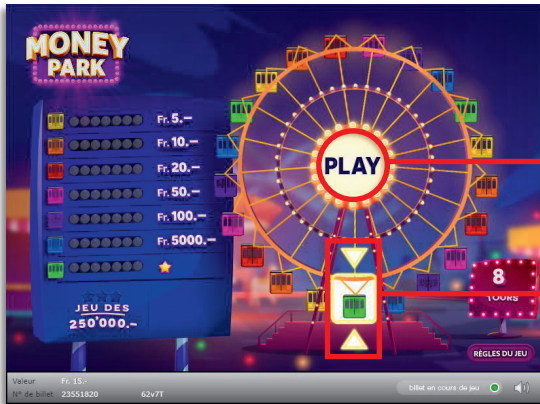 MONEY
PARK
Fr. 5.–
Fr. 10.–
Fr. 20.–
Fr. 50.–
Fr. 100.–
Fr. 5000.–
JEU DES
250'000.–
PLAY
8
TOURS
RÈGLES DU JEU
Valeur Fr. 15.-
N° de billet 23551820 62v7T
billet en cours de jeu